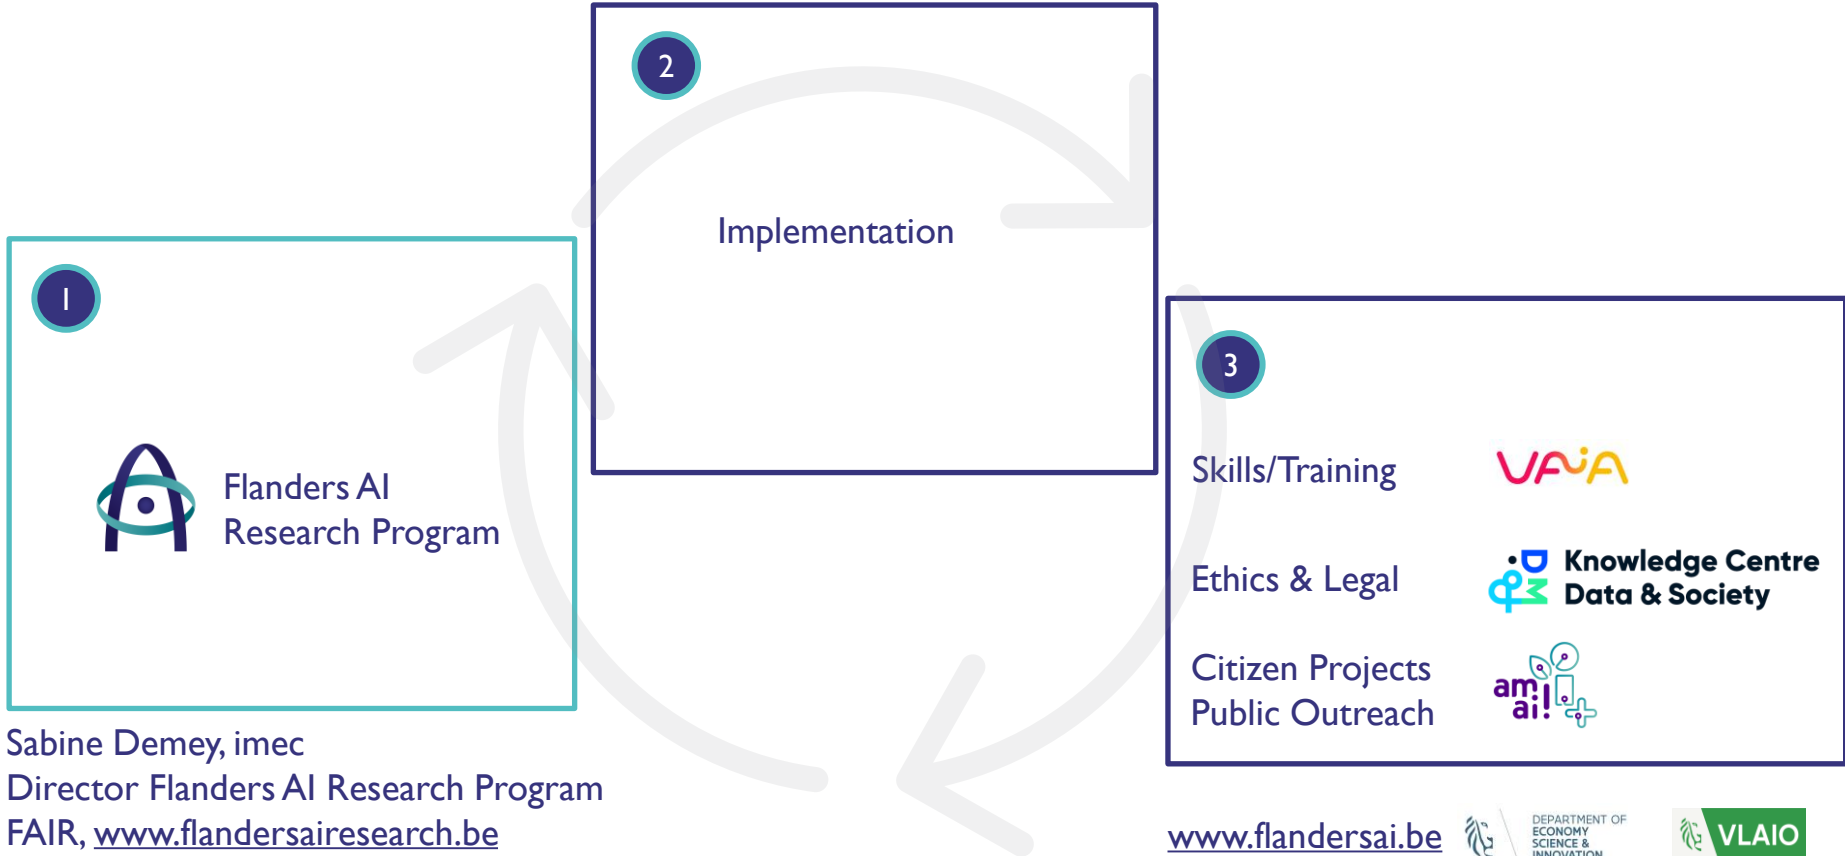 2
Implementation
1
Flanders AI
Research Program
3
Skills/Training
VAIA
Ethics & Legal
Knowledge Centre
Data & Society
Citizen Projects
Public Outreach
am
ai!
Sabine Demey, imec
Director Flanders AI Research Program
FAIR, www.flandersairesearch.be
www.flandersai.be
DEPARTMENT OF
ECONOMY
SCIENCE &
INNOVATION
VLAIO